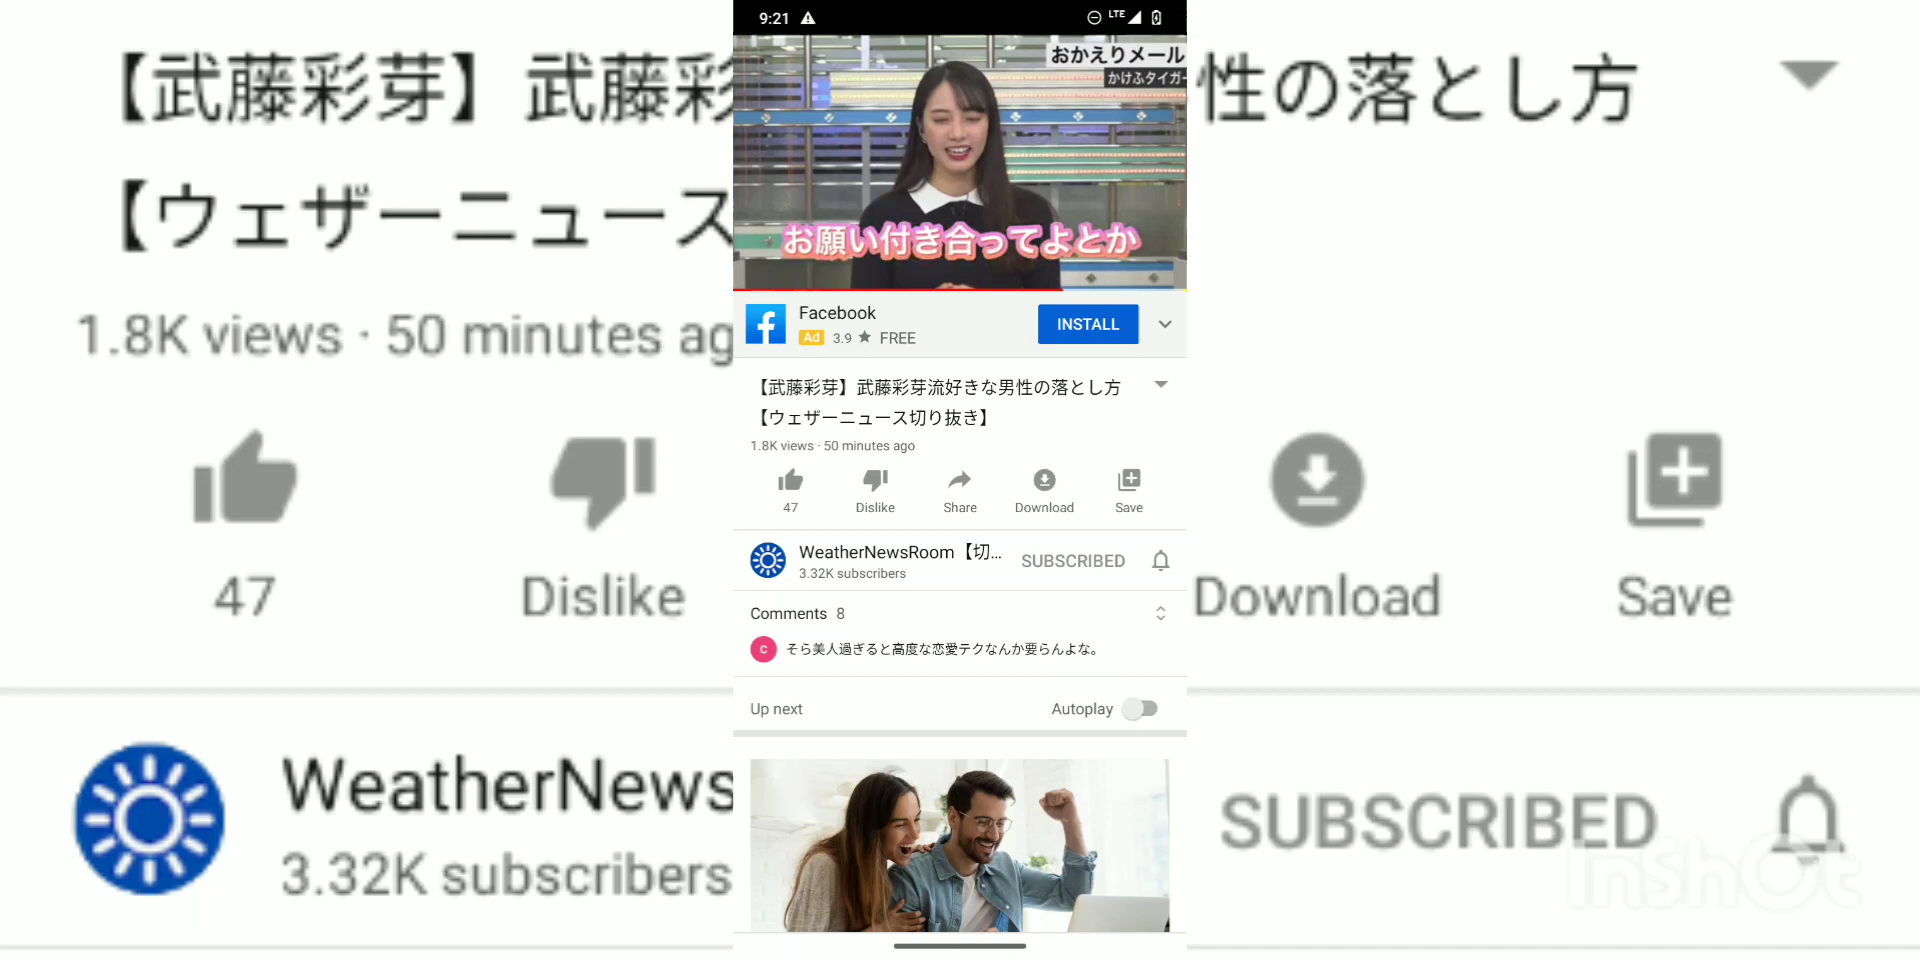 9:21
LTE
おかえりメール
かけふタイガー
お願い付き合ってよとか
Facebook
Ad 3.9 ★ FREE
INSTALL
【武藤彩芽】武藤彩芽流好きな男性の落とし方
【ウェザーニュース切り抜き】
1.8K views · 50 minutes ago
47
Dislike
Share
Download
Save
WeatherNewsRoom【切...
3.32K subscribers
SUBSCRIBED
Comments 8
C
そら美人過ぎると高度な恋愛テクなんか要らんよな。
Up next
Autoplay
【武藤彩芽】武藤彩
性の落とし方
【ウェザーニュース
1.8K views · 50 minutes ag
47
Dislike
Download
Save
WeatherNews
3.32K subscribers
SUBSCRIBED
InShOt